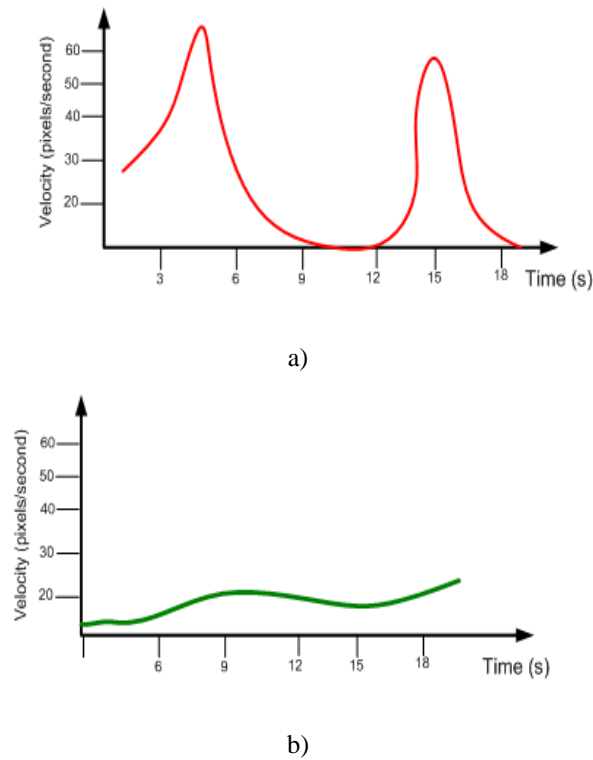 Velocity (pixels/second)
60
50
40
30
20
3 6 9 12 15 18 Time (s)
a)
Velocity (pixels/second)
60
50
40
30
20
6 9 12 15 18 Time (s)
b)